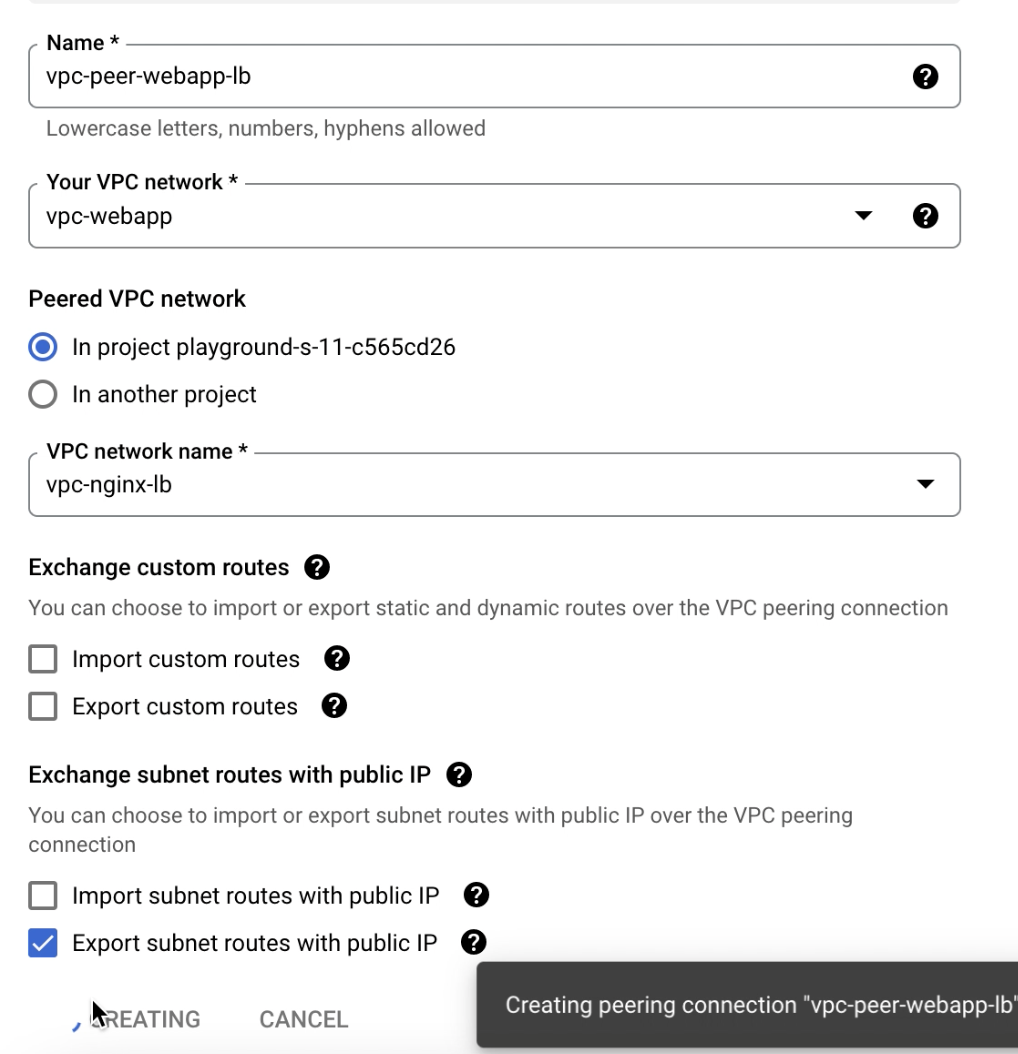 Name *
vpc-peer-webapp-lb
Lowercase letters, numbers, hyphens allowed
Your VPC network *
vpc-webapp
Peered VPC network
In project playground-s-11-c565cd26
In another project
VPC network name *
vpc-nginx-lb
Exchange custom routes
You can choose to import or export static and dynamic routes over the VPC peering connection
Import custom routes
Export custom routes
Exchange subnet routes with public IP
You can choose to import or export subnet routes with public IP over the VPC peering
connection
Import subnet routes with public IP
Export subnet routes with public IP
CREATING CANCEL
Creating peering connection "vpc-peer-webapp-lb"